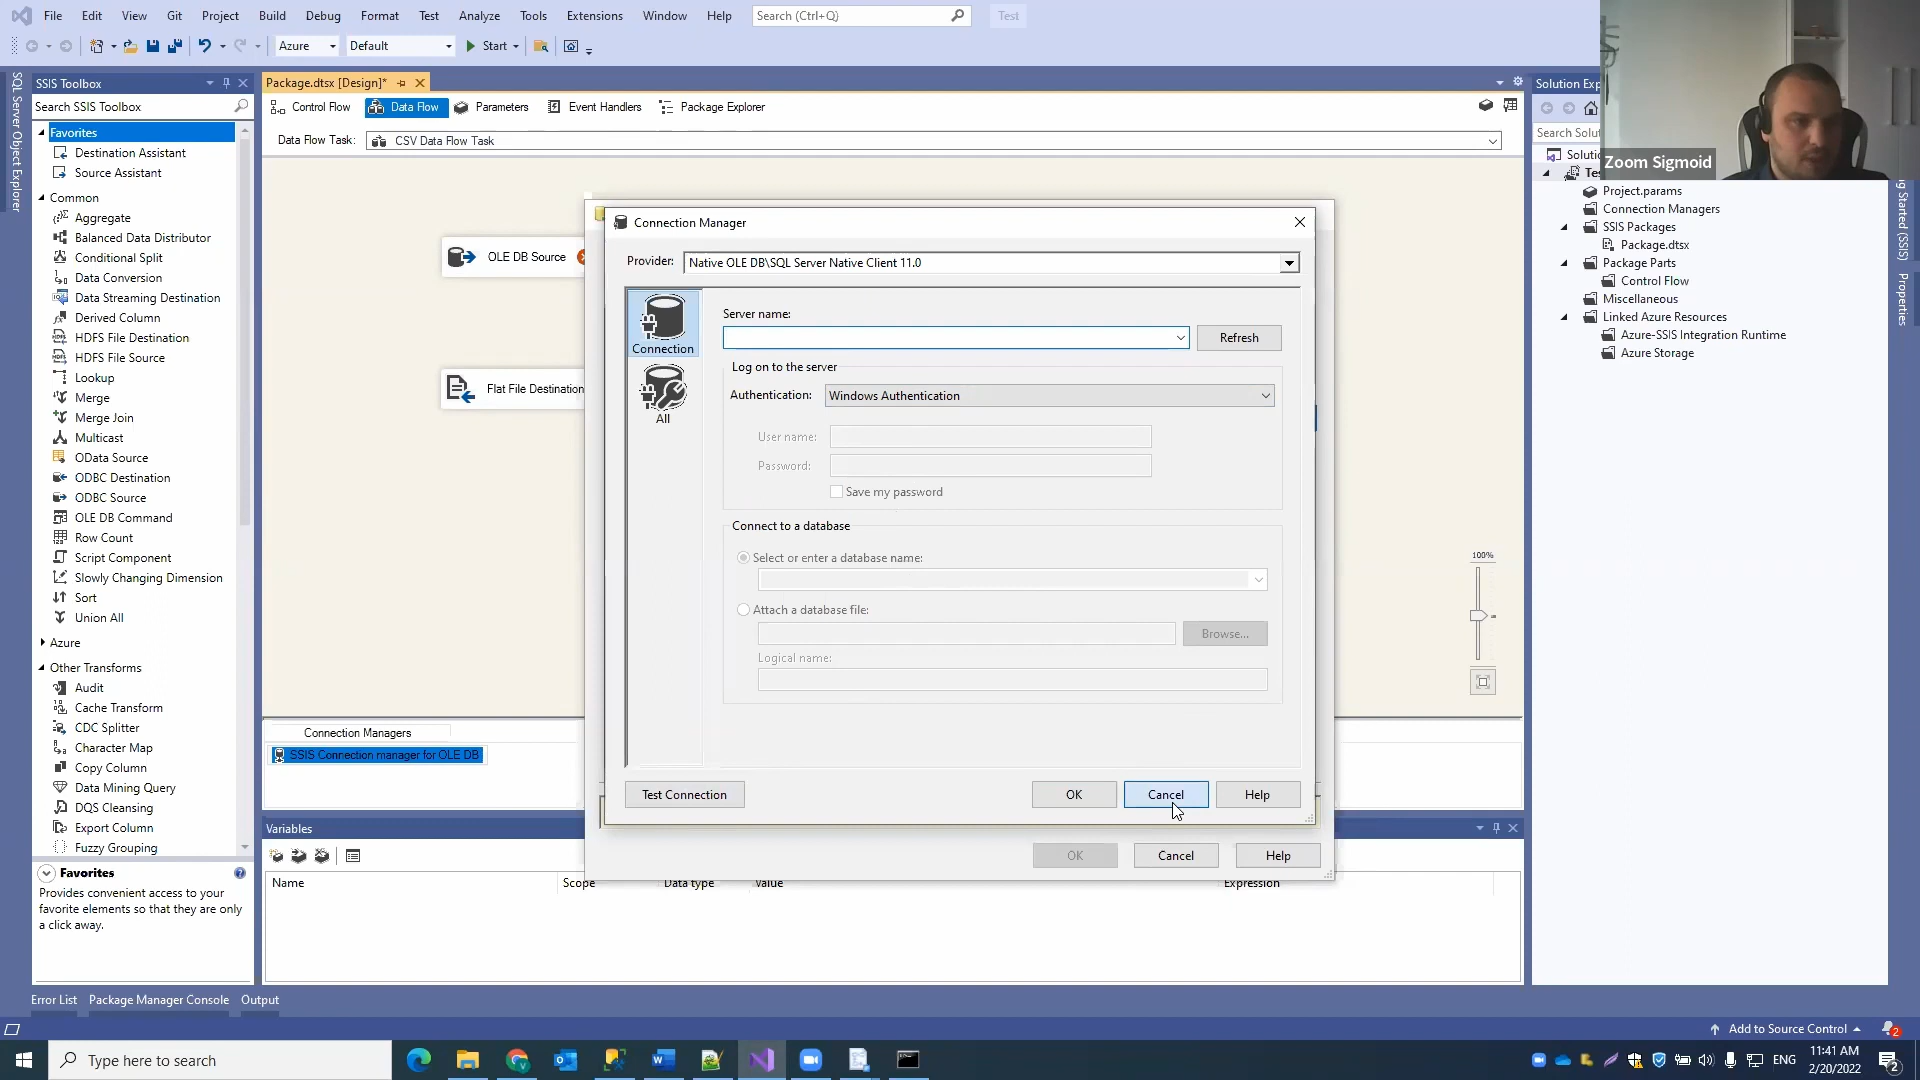 File Edit View Git Project Build Debug Format Test Analyze Tools Extensions Window Help Search (Ctrl+Q) Test
Azure Default Start
SQL Server Object Explorer
SSIS Toolbox
Search SSIS Toolbox
Favorites
Destination Assistant
Source Assistant
Common
Aggregate
Balanced Data Distributor
Conditional Split
Data Conversion
Data Streaming Destination
Derived Column
HDFS File Destination
HDFS File Source
Lookup
Merge
Merge Join
Multicast
OData Source
ODBC Destination
ODBC Source
OLE DB Command
Row Count
Script Component
Slowly Changing Dimension
Sort
Union All
Azure
Other Transforms
Audit
Cache Transform
CDC Splitter
Character Map
Copy Column
Data Mining Query
DQS Cleansing
Export Column
Fuzzy Grouping
Favorites
Provides convenient access to your
favorite elements so that they are only
a click away.
Package.dtsx [Design]*
Control Flow Data Flow Parameters Event Handlers Package Explorer
Data Flow Task: CSV Data Flow Task
OLE DB Source
Flat File Destination
Connection Manager
Provider: Native OLE DB\SQL Server Native Client 11.0
Connection
All
Server name:
Refresh
Log on to the server
Authentication: Windows Authentication
User name:
Password:
Save my password
Connect to a database
Select or enter a database name:
Attach a database file:
Browse...
Logical name:
Test Connection OK Cancel Help
OK Cancel Help
100%
Connection Managers
SSIS Connection manager for OLE DB
Variables
Name Scope Data type Value Expression
Solution Exp
Search Solu
Solutio
Tes
Project.params
Connection Managers
SSIS Packages
Package.dtsx
Package Parts
Control Flow
Miscellaneous
Linked Azure Resources
Azure-SSIS Integration Runtime
Azure Storage
Zoom Sigmoid
g Started (SSIS)
Properties
Error List Package Manager Console Output
Add to Source Control 2
Type here to search
ENG
11:41 AM
2/20/2022
2